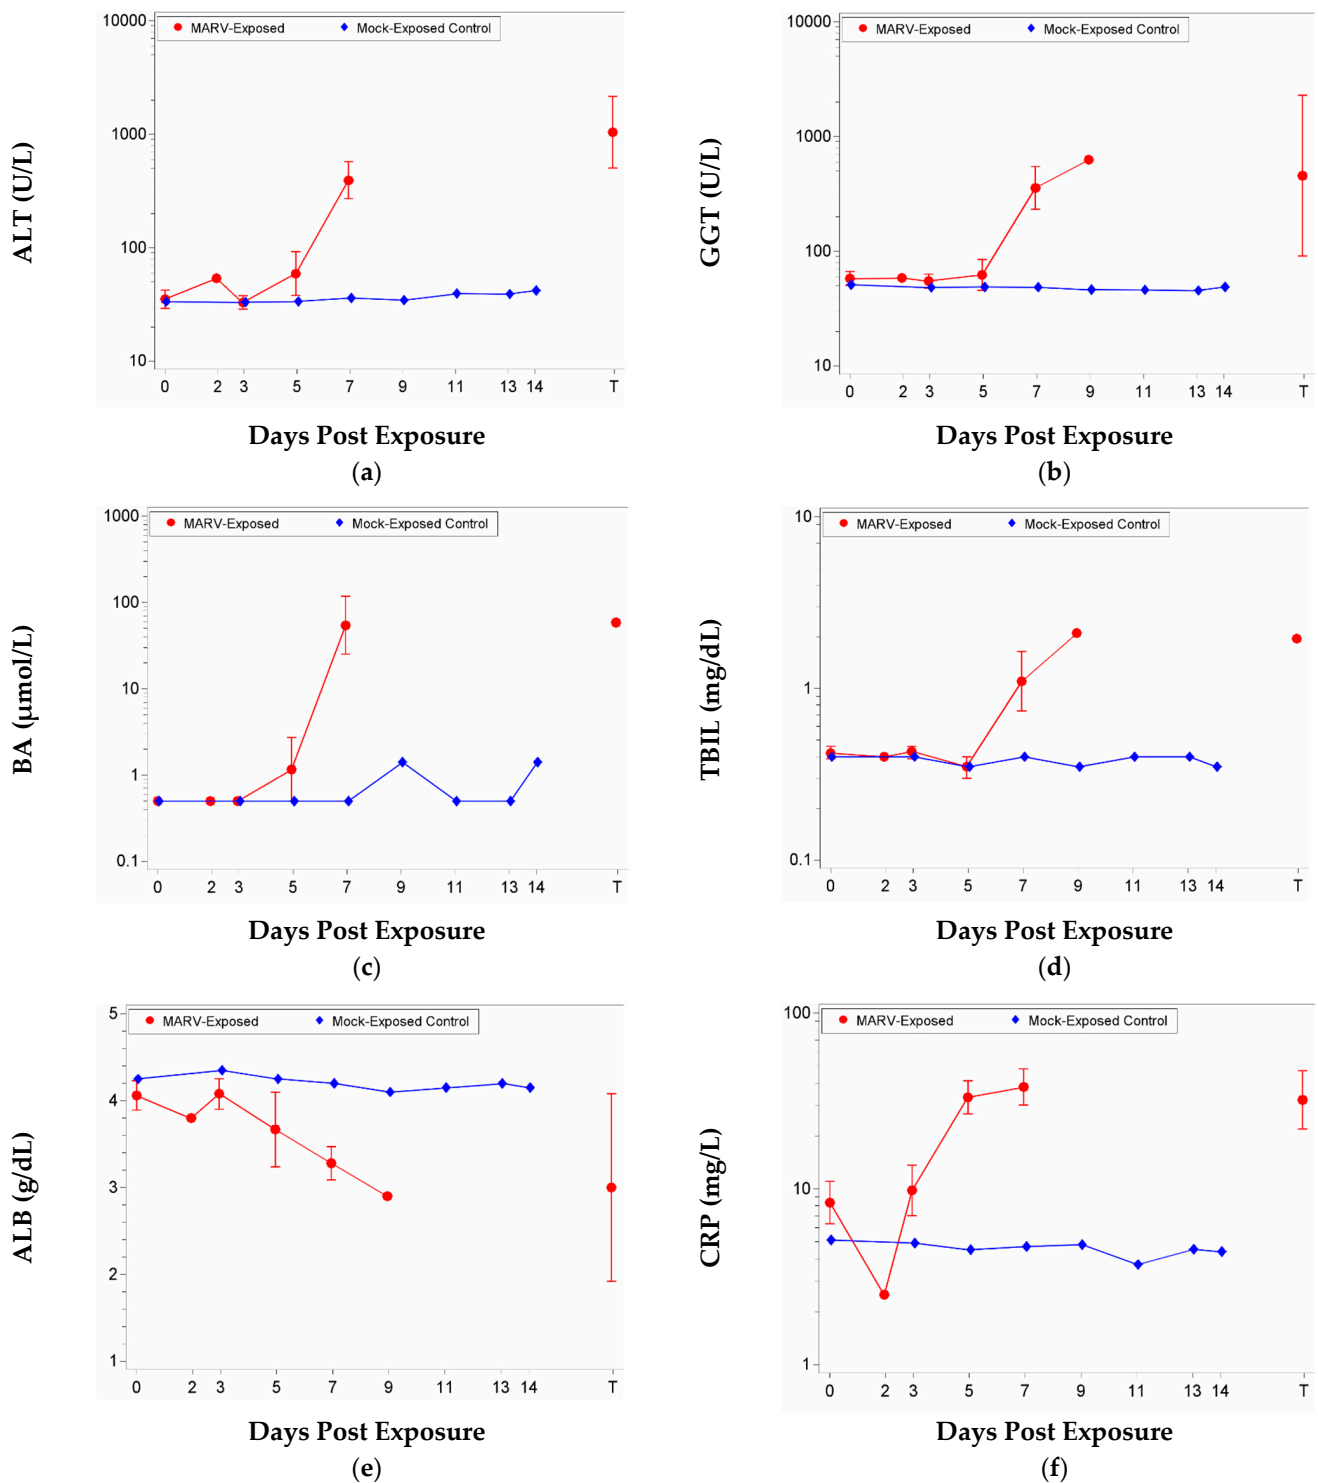 MARV-Exposed Mock-Exposed Control
10000
1000
100
10
ALT (U/L)
0 2 3 5 7 9 11 13 14 T
Days Post Exposure
(a)
MARV-Exposed Mock-Exposed Control
10000
1000
100
10
GGT (U/L)
0 2 3 5 7 9 11 13 14 T
Days Post Exposure
(b)
MARV-Exposed Mock-Exposed Control
1000
100
10
1
0.1
BA (µmol/L)
0 2 3 5 7 9 11 13 14 T
Days Post Exposure
(c)
MARV-Exposed Mock-Exposed Control
10
1
0.1
TBIL (mg/dL)
0 2 3 5 7 9 11 13 14 T
Days Post Exposure
(d)
MARV-Exposed Mock-Exposed Control
5
4
3
2
1
ALB (g/dL)
0 2 3 5 7 9 11 13 14 T
Days Post Exposure
(e)
MARV-Exposed Mock-Exposed Control
100
10
1
CRP (mg/L)
0 2 3 5 7 9 11 13 14 T
Days Post Exposure
(f)